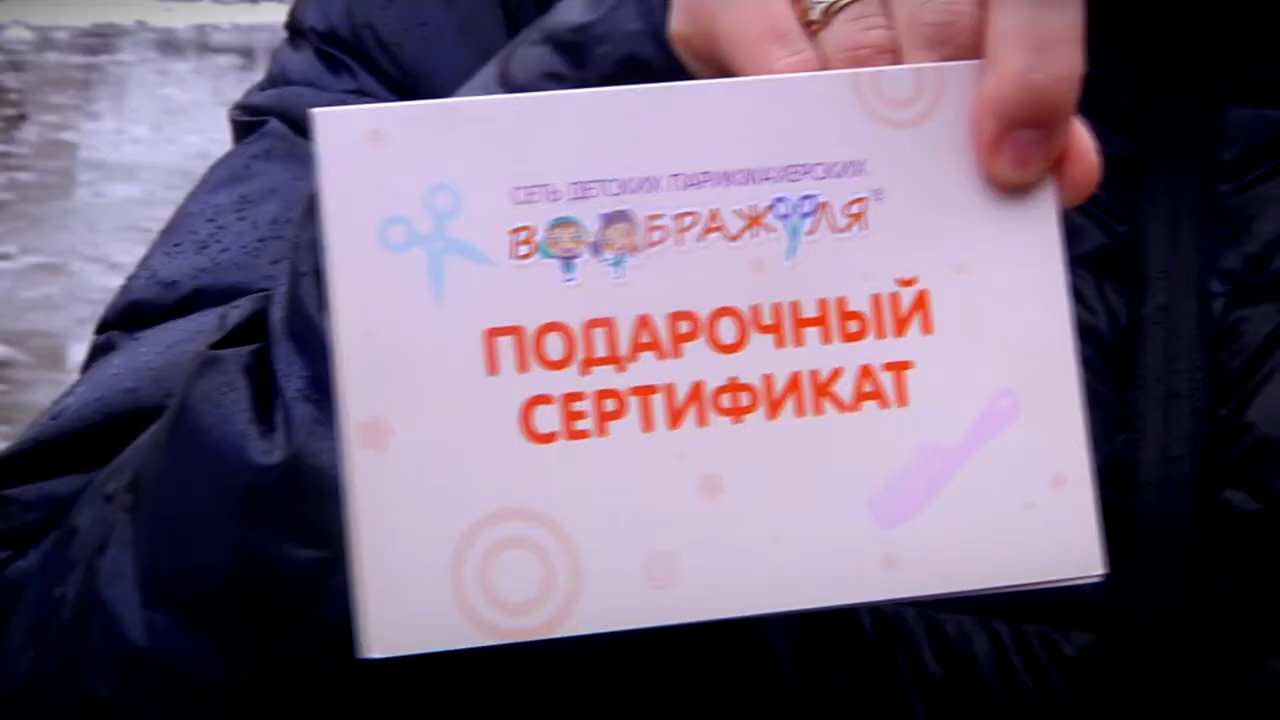 СЕТЬ ДЕТСКИХ ПАРИКМАХЕРСКИХ
ВООБРАЖУЛЯ®
ПОДАРОЧНЫЙ
СЕРТИФИКАТ